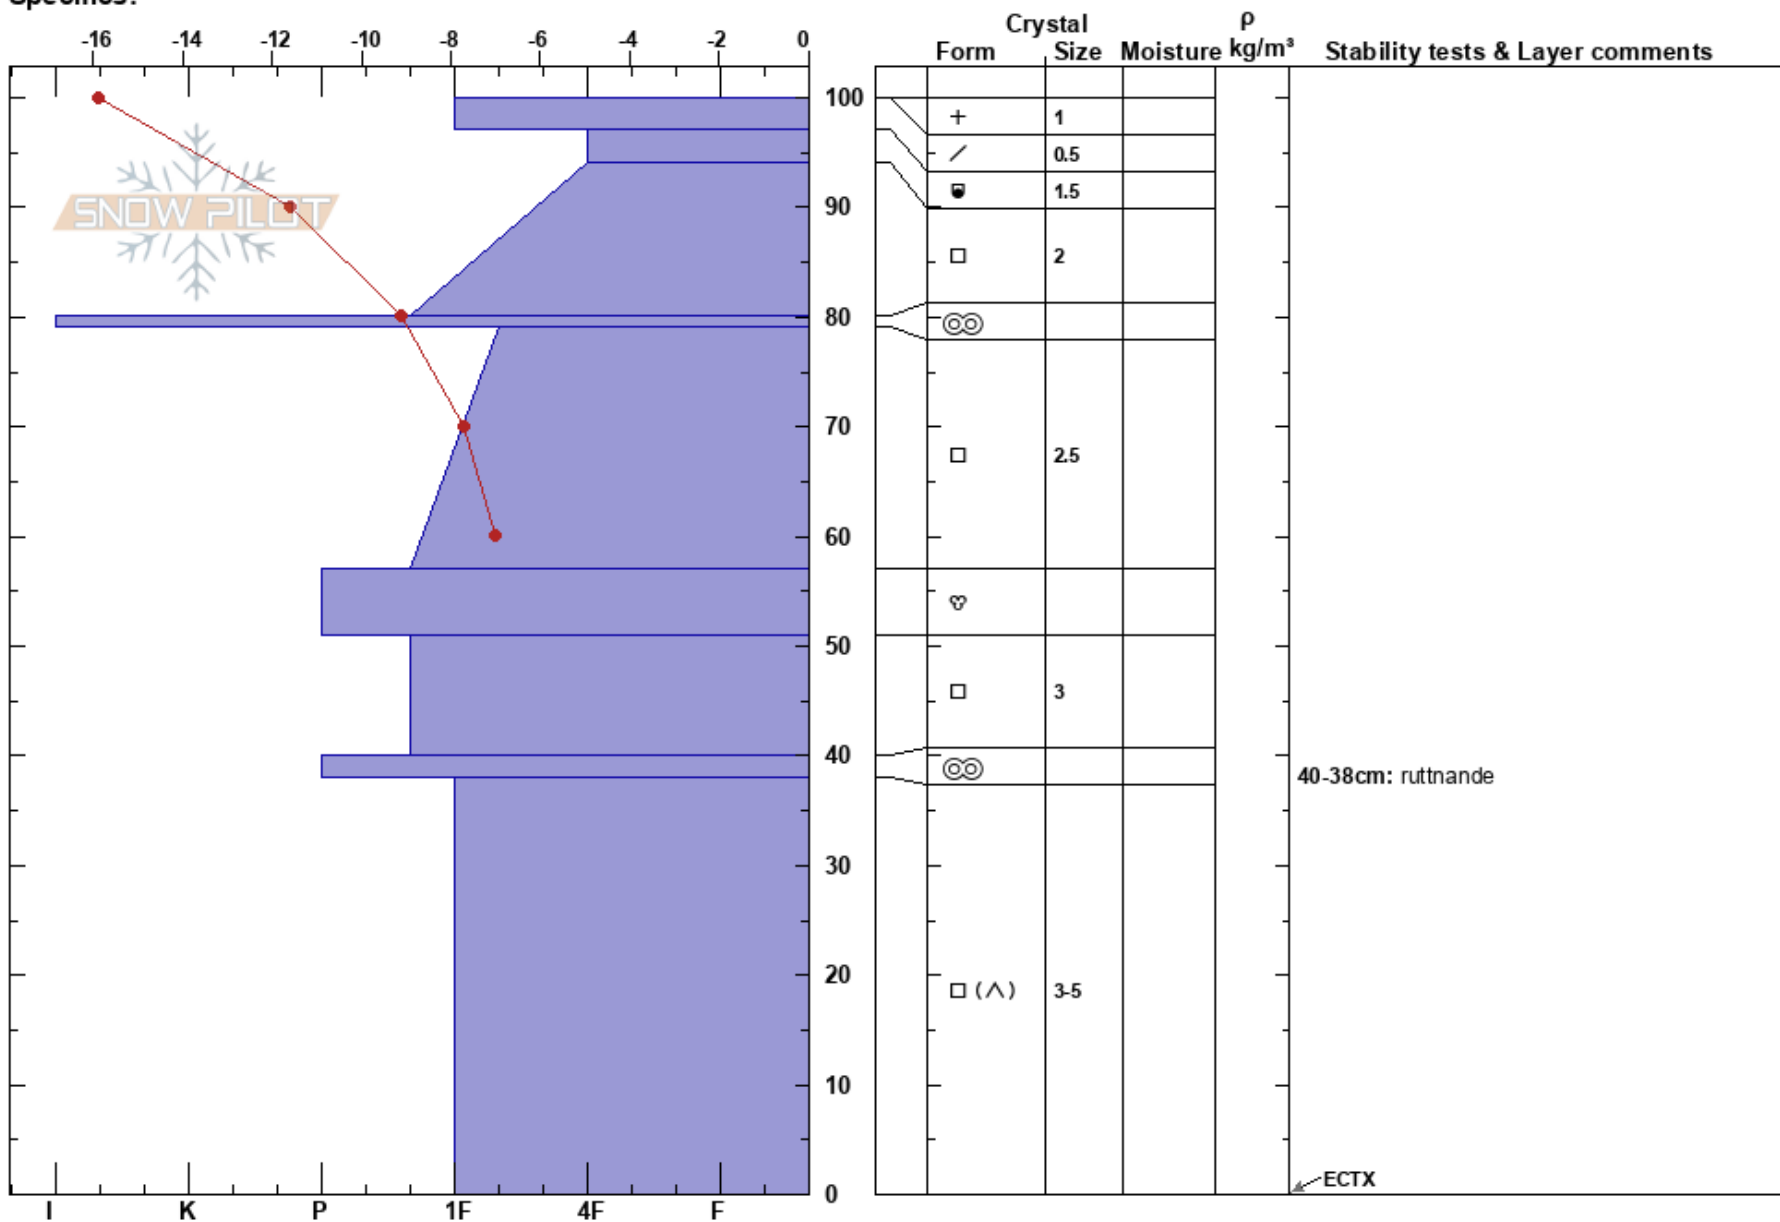 Specifics:
-16 -14 -12 -10 -8 -6 -4 -2 0
Crystal ρ
Form Size Moisture kg/m³ Stability tests & Layer comments
100
+ 1
/ 0.5
1.5
SNOW PILOT
90
2
80
70
2.5
60
50
3
40
40-38cm: ruttnande
30
20
(∧) 3-5
10
ECTX
0
I K P 1F 4F F